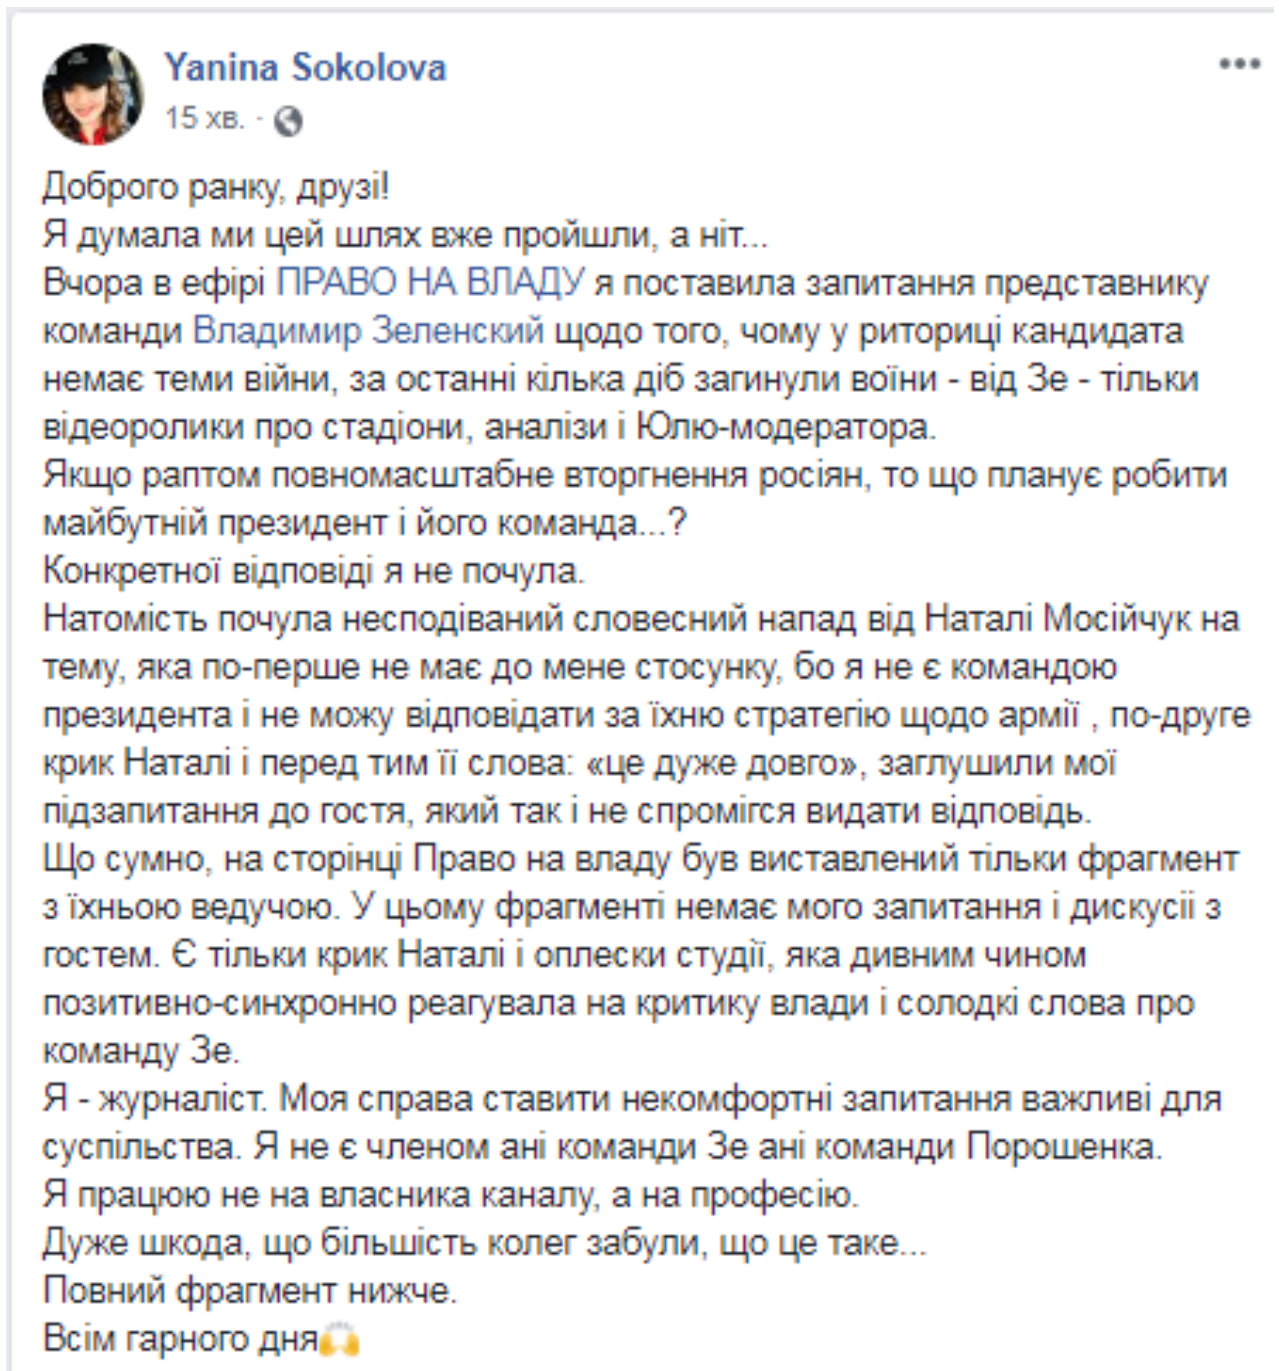 Yanina Sokolova
15 хв. ·
Доброго ранку, друзі!
Я думала ми цей шлях вже пройшли, а ніт...
Вчора в ефірі ПРАВО НА ВЛАДУ я поставила запитання представнику
команди Владимир Зеленский щодо того, чому у риториці кандидата
немає теми війни, за останні кілька діб загинули воїни - від Зе - тільки
відеоролики про стадіони, аналізи і Юлю-модератора.
Якщо раптом повномасштабне вторгнення росіян, то що планує робити
майбутній президент і його команда...?
Конкретної відповіді я не почула.
Натомість почула несподіваний словесний напад від Наталі Мосійчук на
тему, яка по-перше не має до мене стосунку, бо я не є командою
президента і не можу відповідати за їхню стратегію щодо армії , по-друге
крик Наталі і перед тим її слова: «це дуже довго», заглушили мої
підзапитання до гостя, який так і не спромігся видати відповідь.
Що сумно, на сторінці Право на владу був виставлений тільки фрагмент
з їхньою ведучою. У цьому фрагменті немає мого запитання і дискусіі з
гостем. Є тільки крик Наталі і оплески студії, яка дивним чином
позитивно-синхронно реагувала на критику влади і солодкі слова про
команду Зе.
Я - журналіст. Моя справа ставити некомфортні запитання важливі для
суспільства. Я не є членом ані команди Зе ані команди Порошенка.
Я працюю не на власника каналу, а на професію.
Дуже шкода, що більшість колег забули, що це таке...
Повний фрагмент нижче.
Всім гарного дня🙌